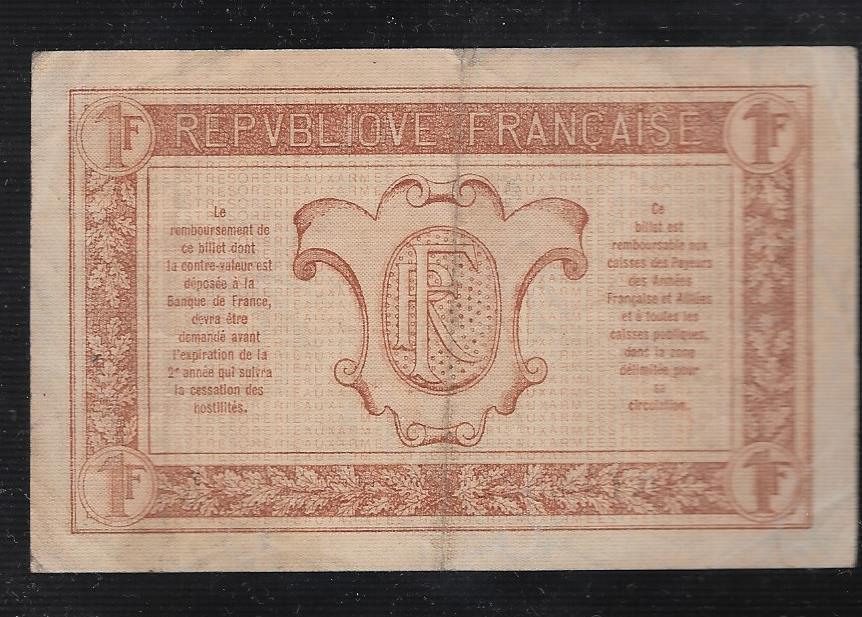 1F REPVBLIQVE FRANÇAISE 1F
Le
remboursement de
ce billet dont
la contre-valeur est
déposée à la
Banque de France,
devra être
demandé avant
l'expiration de la
2e année qui suivra
la cessation des
hostilités.
RF
Ce
billet est
remboursable aux
caisses des Payeurs
des Armées
Française et Alliées
et à toutes les
caisses publiques,
dont la zone
délimitée pour
sa
circulation.
1F 1F